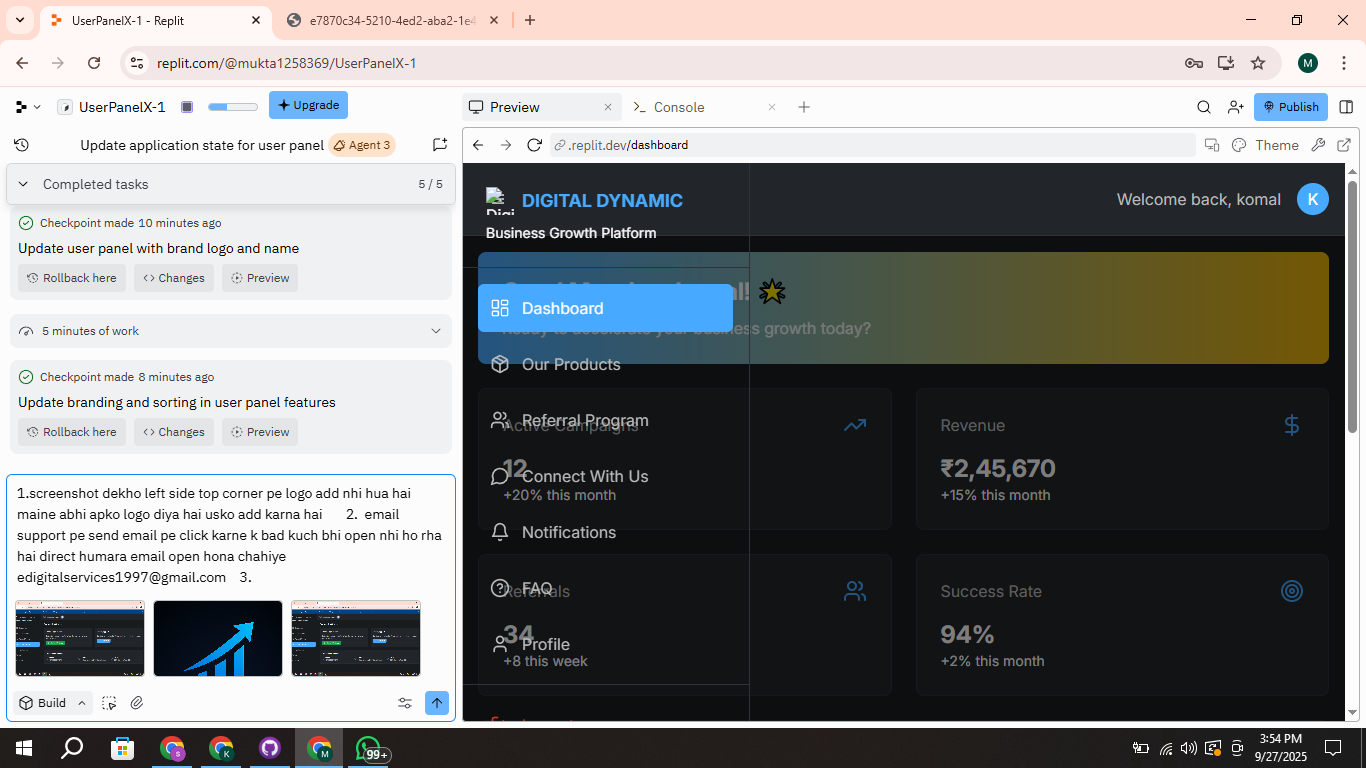 UserPanelX-1 - Replit
e7870c34-5210-4ed2-aba2-1e4
replit.com/@mukta1258369/UserPanelX-1
M
UserPanelX-1
Upgrade
Preview
Console
Publish
Update application state for user panel
Agent 3
.replit.dev/dashboard
Theme
Completed tasks
5 / 5
Checkpoint made 10 minutes ago
Update user panel with brand logo and name
Rollback here
Changes
Preview
5 minutes of work
Checkpoint made 8 minutes ago
Update branding and sorting in user panel features
Rollback here
Changes
Preview
1.screenshot dekho left side top corner pe logo add nhi hua hai
maine abhi apko logo diya hai usko add karna hai 2. email
support pe send email pe click karne k bad kuch bhi open nhi ho rha
hai direct humara email open hona chahiye
edigitalservices1997@gmail.com 3.
Build
Digi
DIGITAL DYNAMIC
Business Growth Platform
Welcome back, komal
K
Ready to accelerate your business growth today?
Dashboard
Our Products
Referral Program
Connect With Us
Notifications
FAQ
Profile
Active Campaigns
12
+20% this month
Revenue
₹2,45,670
+15% this month
Referrals
34
+8 this week
Success Rate
94%
+2% this month
S
K
M
99+
3:54 PM
9/27/2025